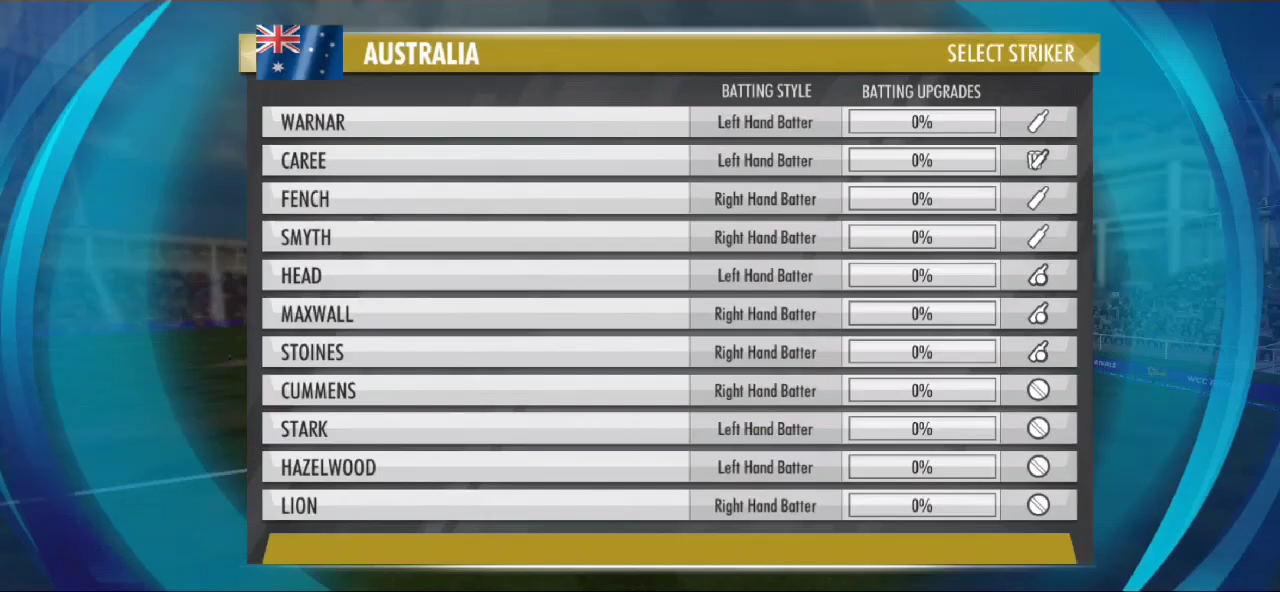 AUSTRALIA SELECT STRIKER
BATTING STYLE BATTING UPGRADES
WARNAR Left Hand Batter 0%
CAREE Left Hand Batter 0%
FENCH Right Hand Batter 0%
SMYTH Right Hand Batter 0%
HEAD Left Hand Batter 0%
MAXWALL Right Hand Batter 0%
STOINES Right Hand Batter 0%
CUMMENS Right Hand Batter 0%
STARK Left Hand Batter 0%
HAZELWOOD Left Hand Batter 0%
LION Right Hand Batter 0%
WCC